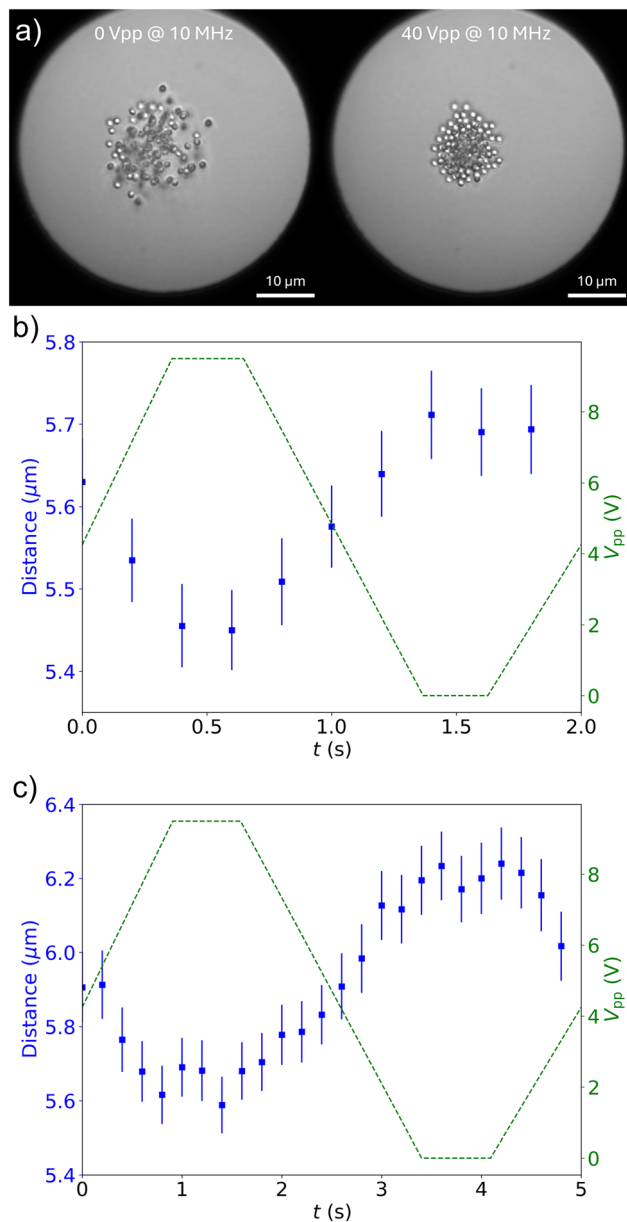 a)
0 Vpp @ 10 MHz
40 Vpp @ 10 MHz
10 µm
10 µm
b)
5.8
5.7
5.6
5.5
5.4
Distance (μm)
8
6
4
2
0
Vpp (V)
0.0
0.5
1.0
1.5
2.0
t (s)
c)
6.4
6.2
6.0
5.8
5.6
5.4
Distance (μm)
8
6
4
2
0
Vpp (V)
0
1
2
3
4
5
t (s)